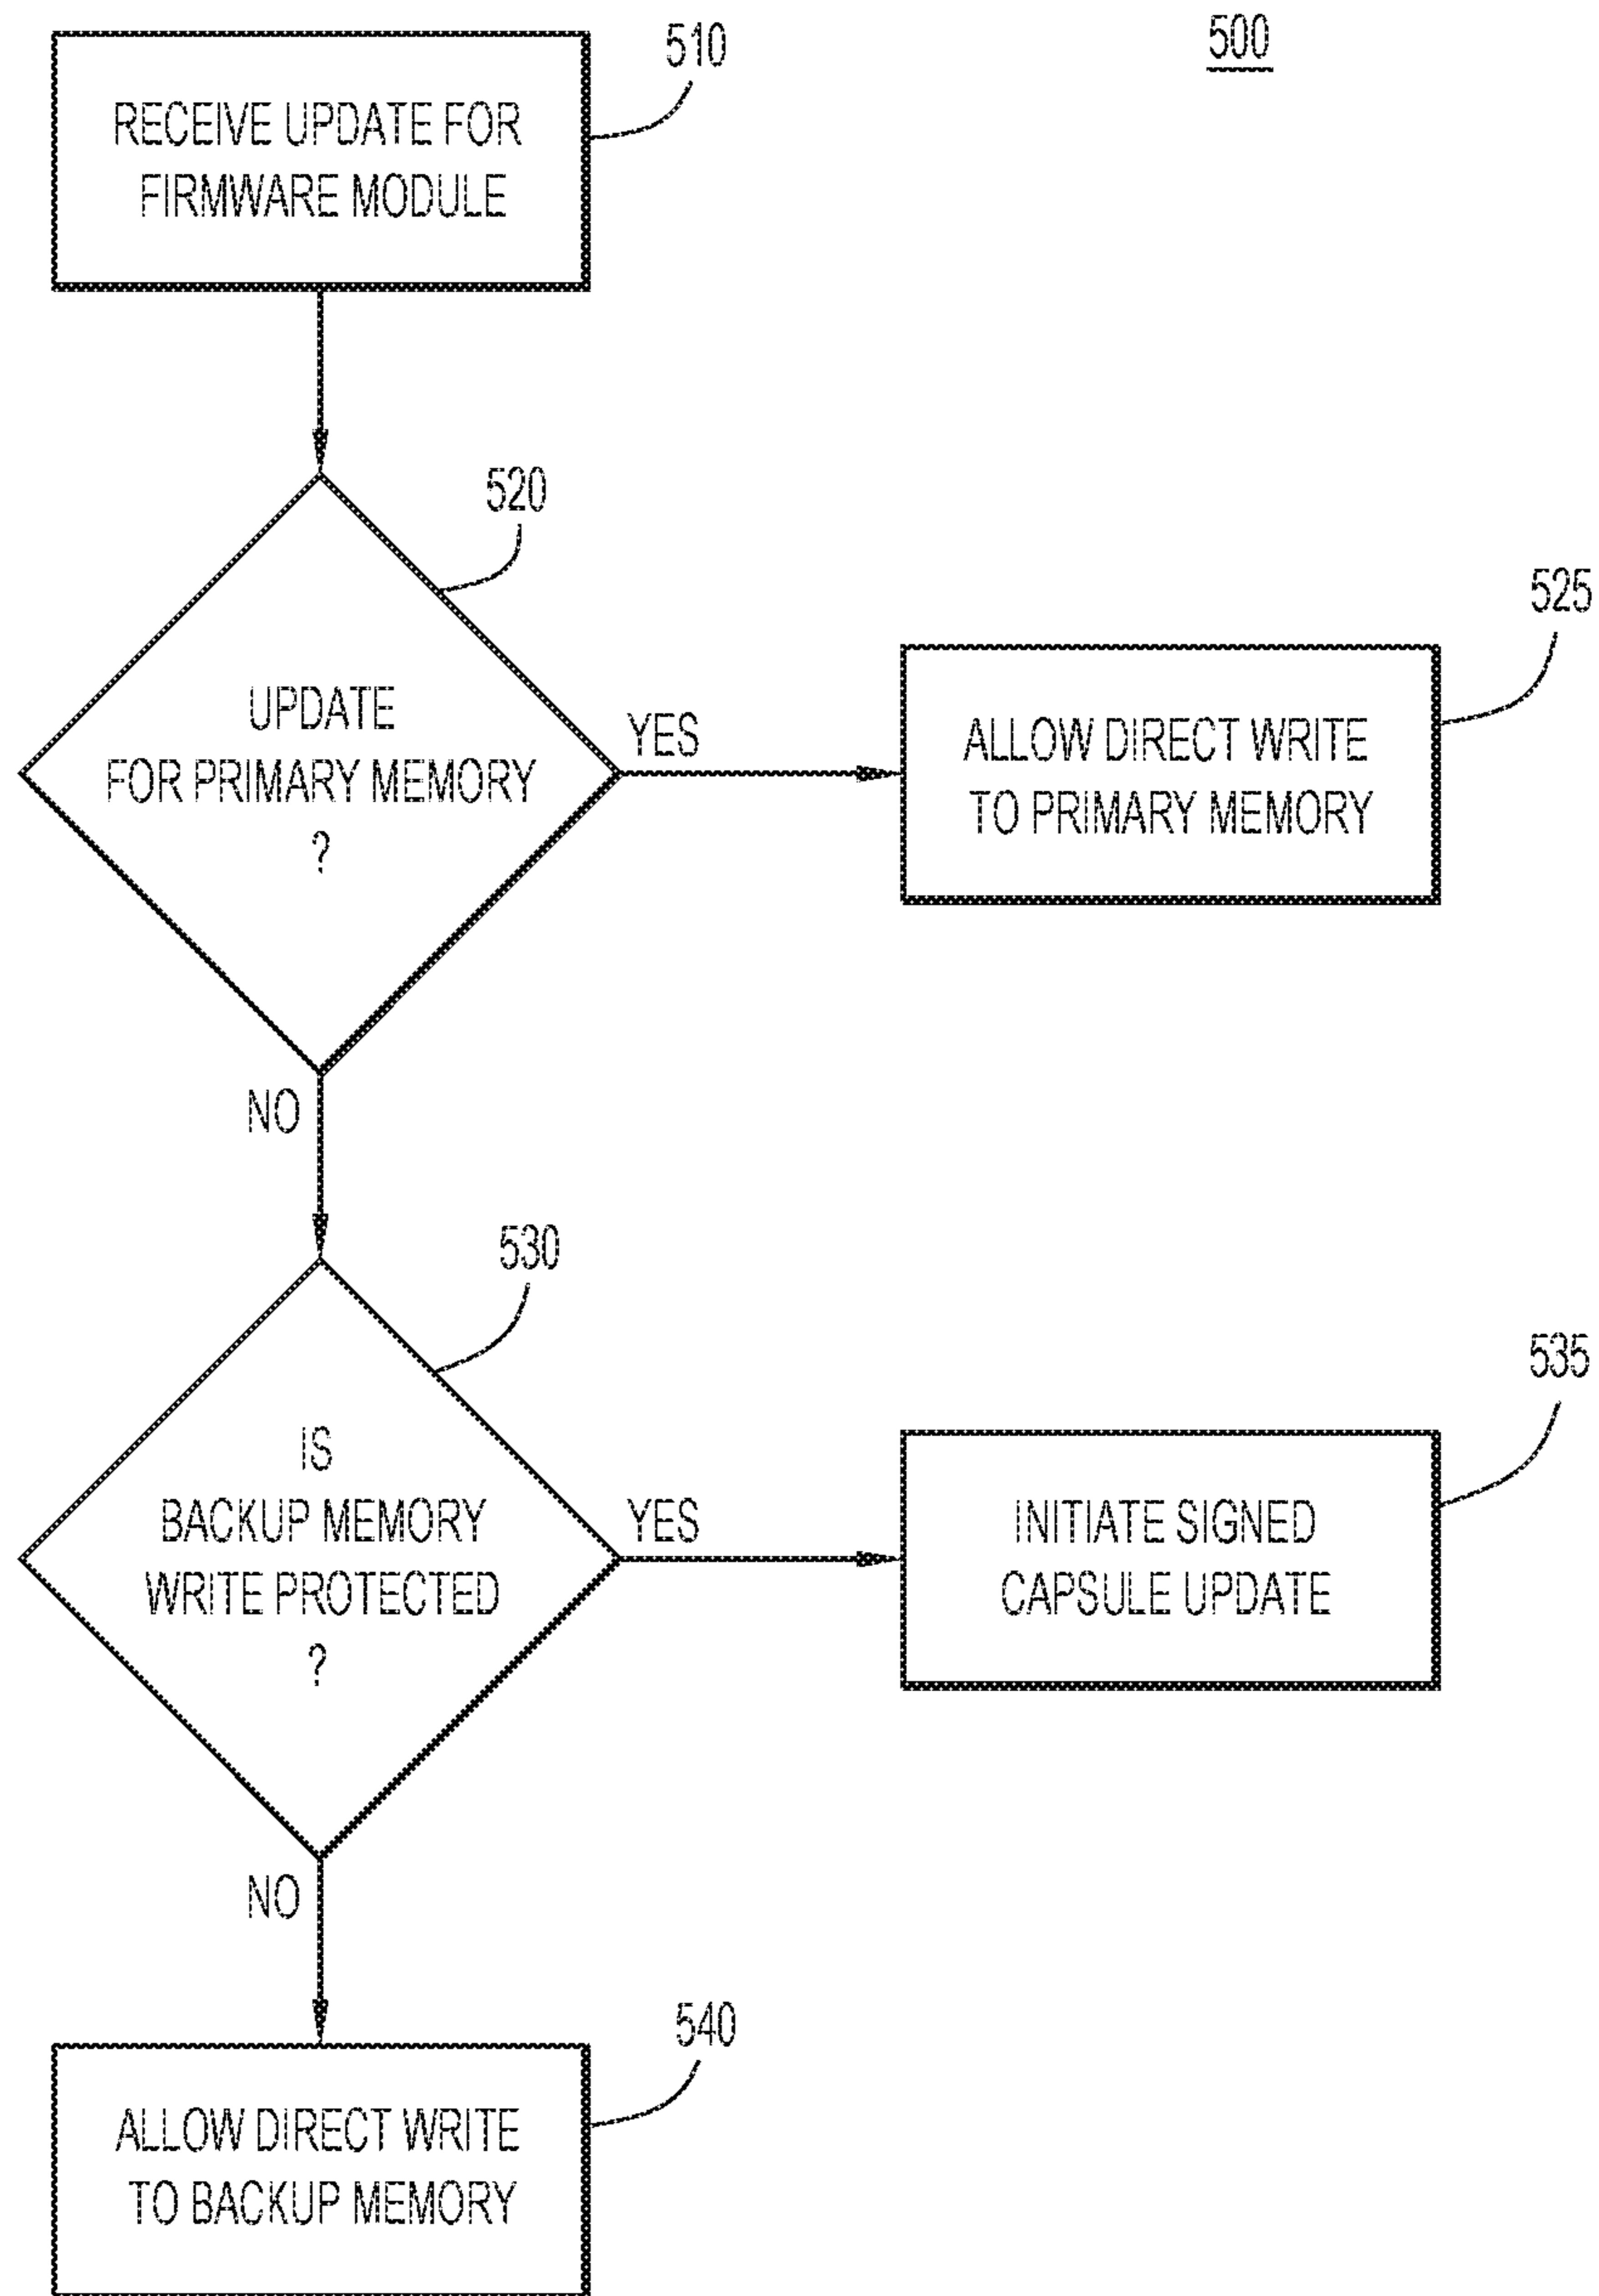 500
510
RECEIVE UPDATE FOR
FIRMWARE MODULE
520
UPDATE
FOR PRIMARY MEMORY
?
YES
525
ALLOW DIRECT WRITE
TO PRIMARY MEMORY
NO
530
IS
BACKUP MEMORY
WRITE PROTECTED
?
YES
535
INITIATE SIGNED
CAPSULE UPDATE
NO
540
ALLOW DIRECT WRITE
TO BACKUP MEMORY